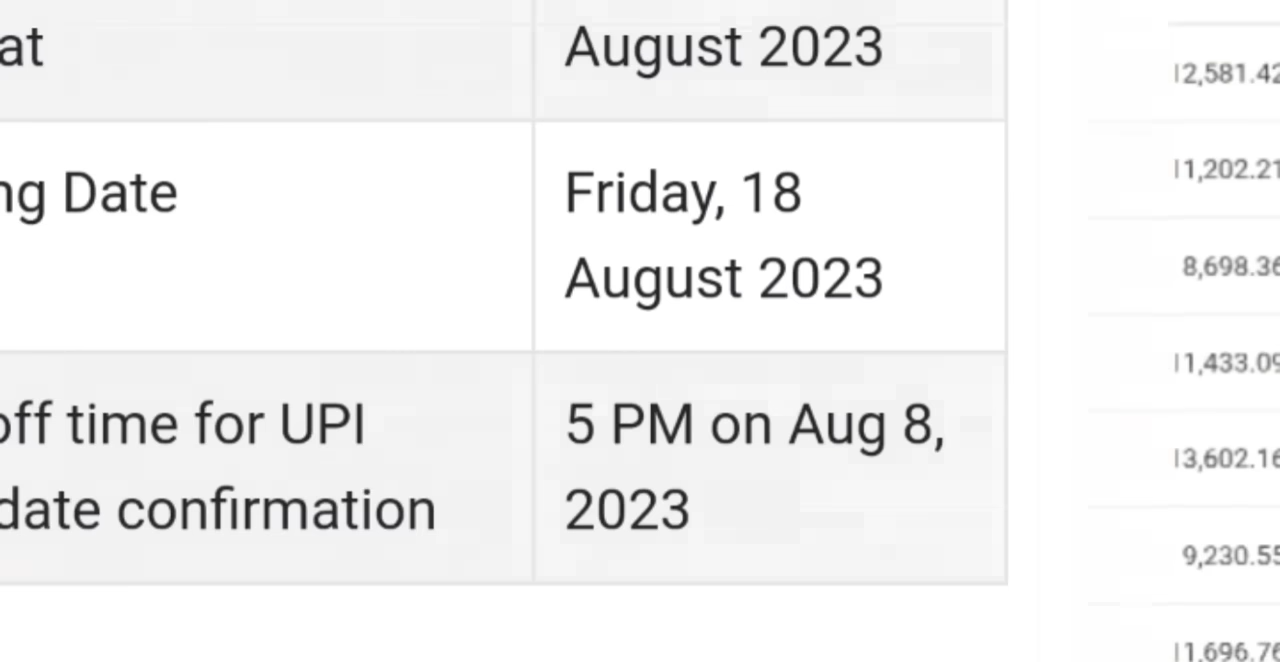 at August 2023
ng Date Friday, 18
August 2023
off time for UPI 5 PM on Aug 8,
date confirmation 2023
2,581.42
1,202.21
8,698.36
1,433.09
3,602.16
9,230.55
1,696.76